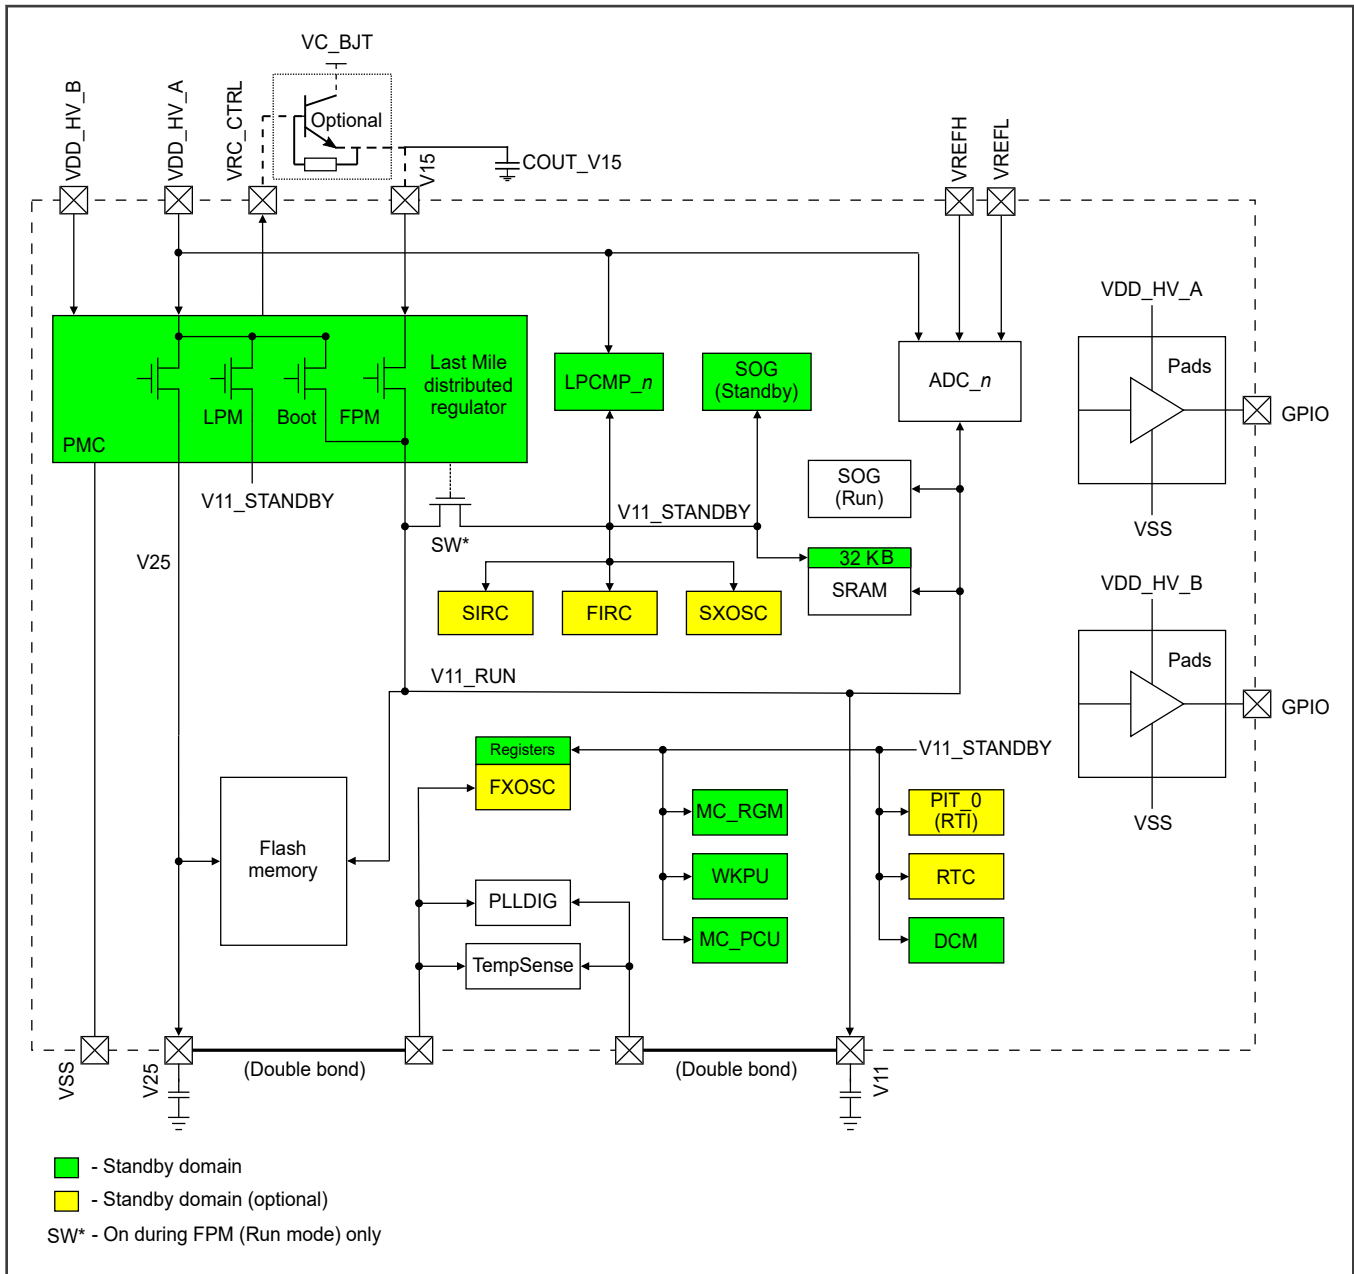 VC_BJT
VDD_HV_B
VDD_HV_A
VRC_CTRL
Optional
V15
COUT_V15
VREFH
VREFL
VDD_HV_A
Pads
GPIO
VSS
Last Mile
distributed
regulator
LPM
Boot
FPM
PMC
LPCMP_n
SOG
(Standby)
ADC_n
V11_STANDBY
SOG
(Run)
V11_STANDBY
SW*
V25
32 KB
SRAM
SIRC
FIRC
SXOSC
VDD_HV_B
Pads
GPIO
VSS
V11_RUN
Registers
FXOSC
V11_STANDBY
MC_RGM
PIT_0
(RTI)
Flash
memory
WKPU
RTC
PLLDIG
MC_PCU
DCM
TempSense
VSS
V25
(Double bond)
(Double bond)
V11
- Standby domain
- Standby domain (optional)
SW* - On during FPM (Run mode) only